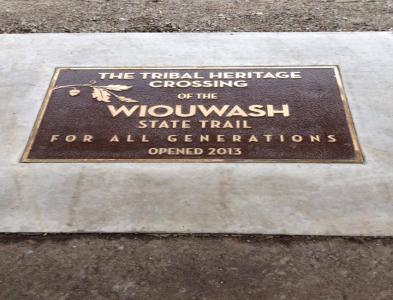 THE TRIBAL HERITAGE
CROSSING
OF THE
WIOUWASH
STATE TRAIL
FOR ALL GENERATIONS
OPENED 2013